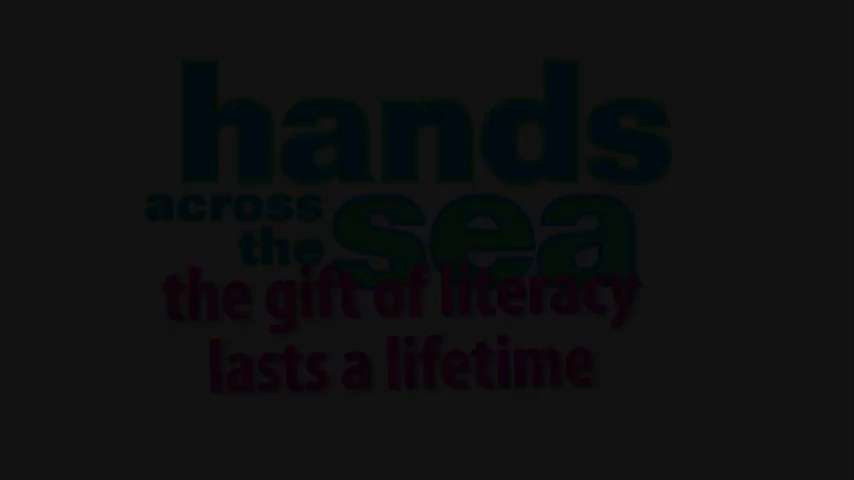 hands
across
the sea
the gift of literacy
lasts a lifetime